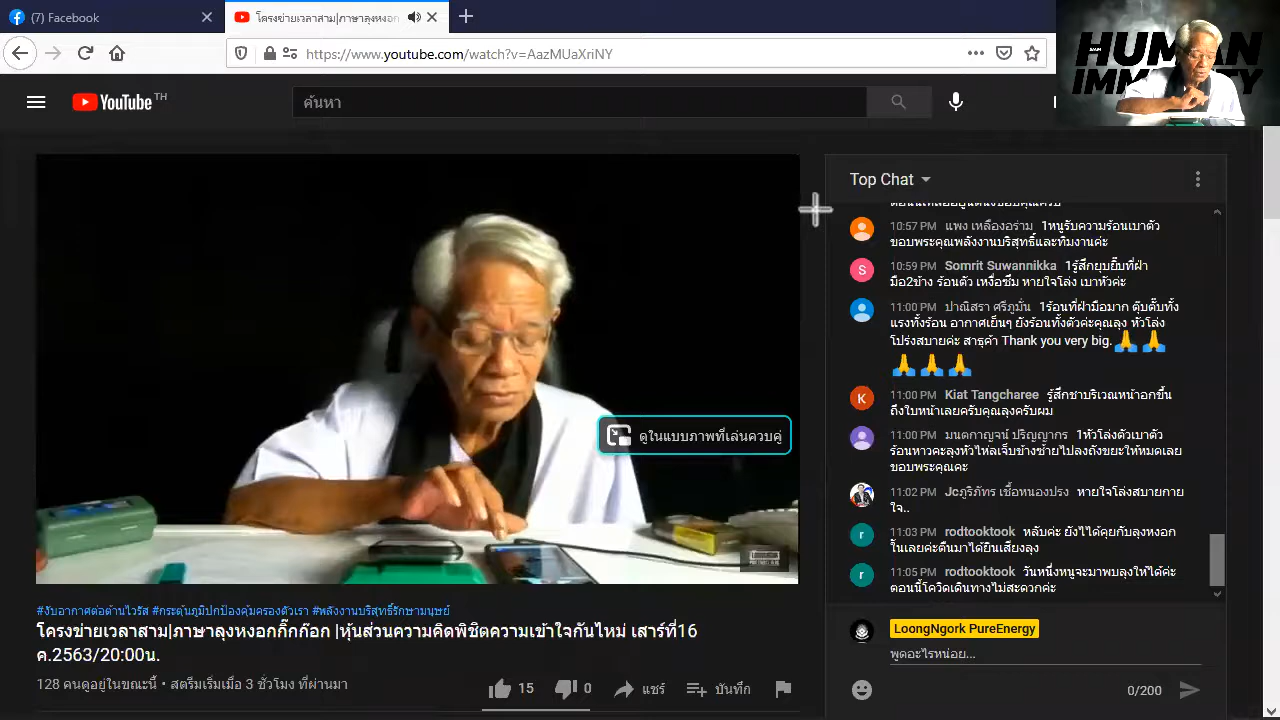 (7) Facebook
โครงข่ายเวลาสาม|ภาษาลุงหงอก
https://www.youtube.com/watch?v=AazMUaXriNY
HUMAN
YouTube TH
ค้นหา
Top Chat
10:57 PM แพง เหลืองอร่าม 1หนูรับความร้อนเบาตัว
ขอบพระคุณพลังงานบริสุทธิ์และทีมงานค่ะ
10:59 PM Somrit Suwannikka 1รู้สึกยุบยิ๊บที่ฝ่า
มือ2ข้าง ร้อนตัว เหงื่อซึม หายใจโล่ง เบาหัวค่ะ
11:00 PM ปาณิสรา ศรีภูมั่น 1ร้อนที่ฝ่ามือมาก ตุ๊บตั๊บทั้ง
แรงทั้งร้อน อากาศเย็นๆ ยังร้อนทั้งตัวค่ะคุณลุง หัวโล่ง
โปร่งสบายค่ะ สาธุค้า Thank you very big.🙏🙏
🙏🙏🙏
11:00 PM Kiat Tangcharee รู้สึกชาบริเวณหน้าอกขึ้น
ถึงใบหน้าเลยครับคุณลุงครับผม
11:00 PM มนตกาญจน์ ปริญญากร 1หัวโล่งตัวเบาตัว
ร้อนหาวคะลุงหัวไหล่เจ็บข้างซ้ายไปลงถังขยะให้หมดเลย
ขอบพระคุณคะ
11:02 PM Jcภูริภัทร เชื้อหนองปรง หายใจโล่งสบายกาย
ใจ..
11:03 PM rodtooktook หลับค่ะ ยังไได้คุยกับลุงหงอก
ั้นเลยค่ะตื่นมาได้ยินเสียงลุง
11:05 PM rodtooktook วันหนึ่งหนูจะมาพบลุงให้ได้ค่ะ
ตอนนี้โควิดเดินทางไม่สะดวกค่ะ
LoongNgork PureEnergy
พูดอะไรหน่อย...
0/200
ดูในแบบภาพที่เล่นควบคู่
#งับอากาศต่อต้านไวรัส #กระตุ้นภูมิปกป้องคุ้มครองตัวเรา #พลังงานบริสุทธิ์รักษามนุษย์
โครงข่ายเวลาสาม|ภาษาลุงหงอกกิ๊กก๊อก |หุ้นส่วนความคิดพิชิตความเข้าใจกันไหม่ เสาร์ที่16
ค.2563/20:00น.
128 คนดูอยู่ในขณะนี้ • สตรีมเริ่มเมื่อ 3 ชั่วโมง ที่ผ่านมา
15 0 แชร์ บันทึก